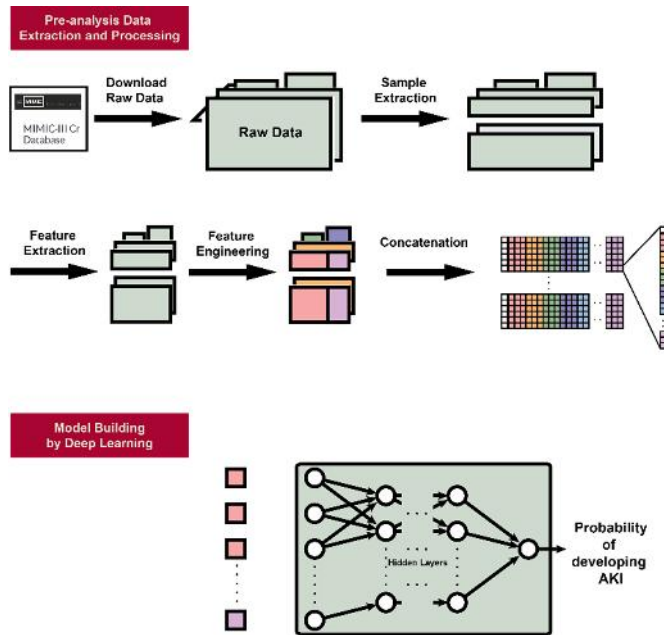 Pre-analysis Data
Extraction and Processing
Download
Raw Data
Sample
Extraction
MIMIC-III Cr
Database
Raw Data
Feature
Extraction
Feature
Engineering
Concatenation
Model Building
by Deep Learning
Hidden Layers
Probability
of
developing
AKI